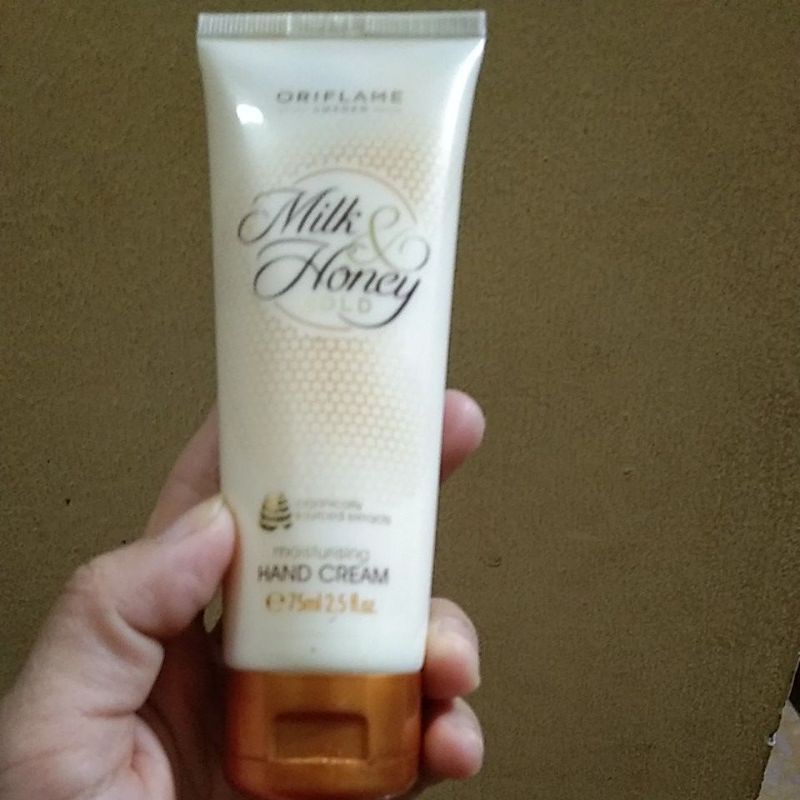 ORIFLAME
SWEDEN
Milk &
Honey
GOLD
organically
sourced extracts
moisturising
HAND CREAM
℮ 75ml 2.5 fl.oz.